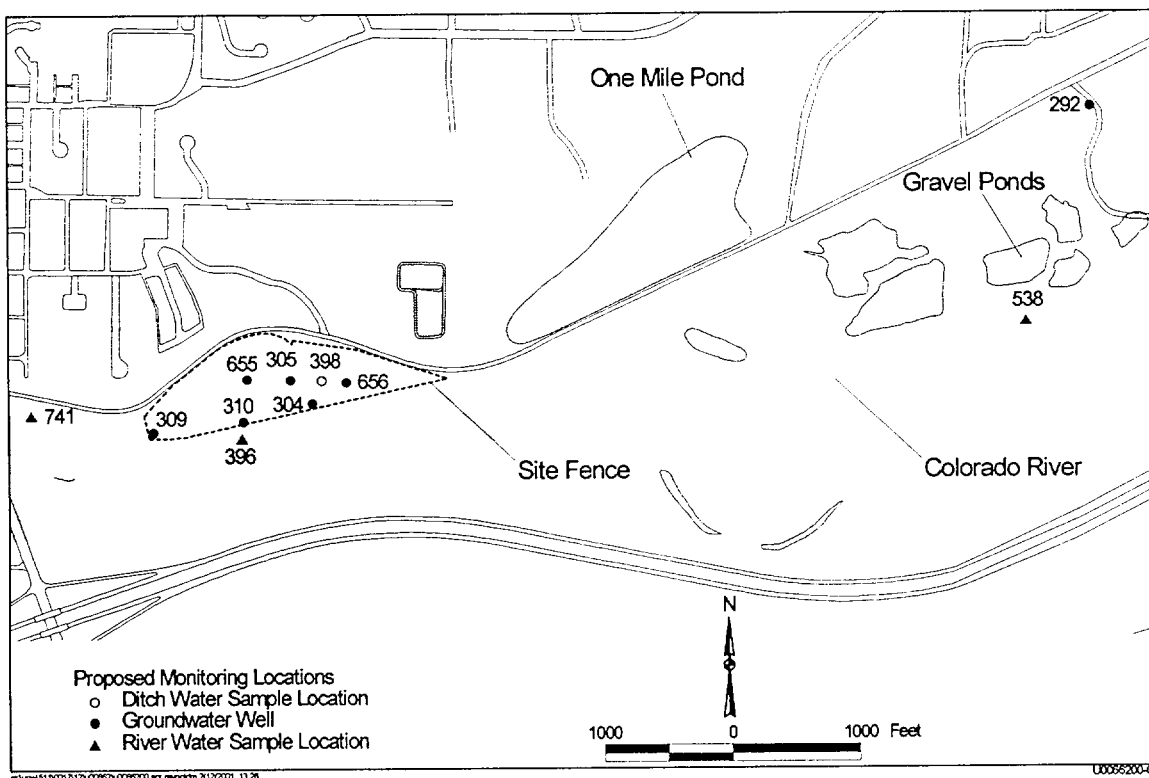 One Mile Pond
292
Gravel Ponds
538
655
305
398
656
741
309
310
304
396
Site Fence
Colorado River
N
Proposed Monitoring Locations
Ditch Water Sample Location
Groundwater Well
River Water Sample Location
1000 0 1000 Feet